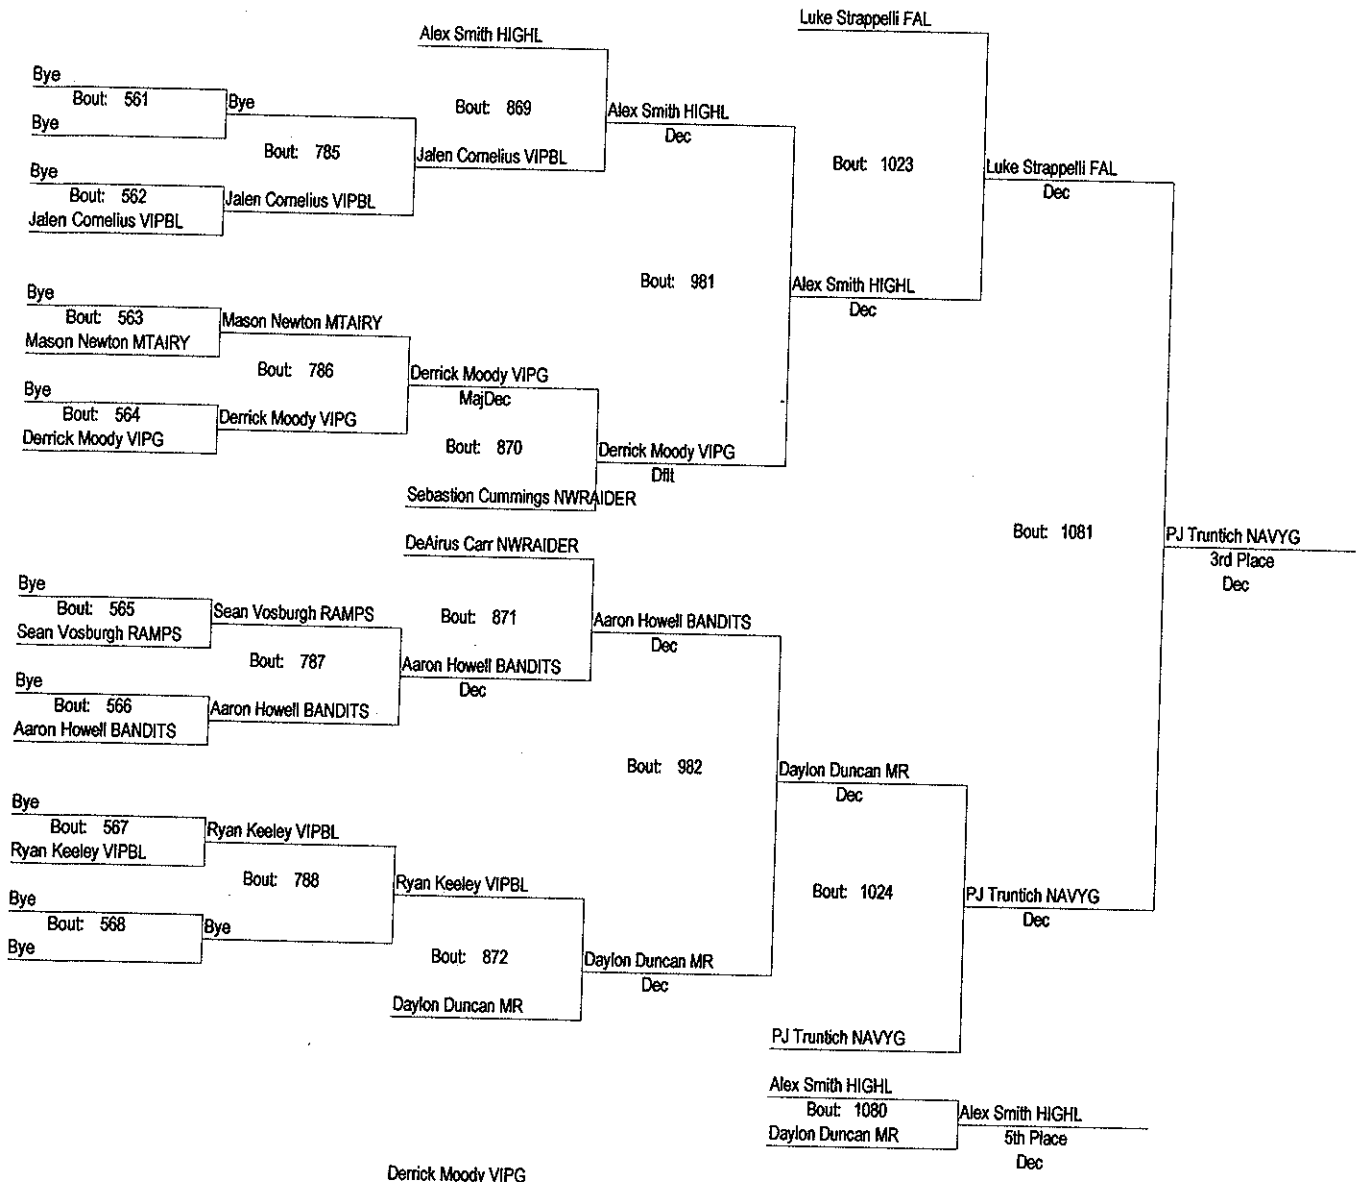 Luke Strappelli FAL
Alex Smith HIGHL
Bye
Bout: 561
Bye
Bye
Bout: 869
Alex Smith HIGHL
Dec
Bout: 785
Jalen Cornelius VIPBL
Bout: 1023
Luke Strappelli FAL
Dec
Bye
Bout: 562
Jalen Cornelius VIPBL
Jalen Cornelius VIPBL
Bout: 981
Alex Smith HIGHL
Dec
Bye
Bout: 563
Mason Newton MTAIRY
Mason Newton MTAIRY
Bout: 786
Derrick Moody VIPG
MajDec
Bye
Bout: 564
Derrick Moody VIPG
Derrick Moody VIPG
Bout: 870
Derrick Moody VIPG
Dflt
Sebastion Cummings NWRAIDER
Bout: 1081
PJ Truntich NAVYG
3rd Place
Dec
DeAirus Carr NWRAIDER
Bye
Bout: 565
Sean Vosburgh RAMPS
Sean Vosburgh RAMPS
Bout: 871
Aaron Howell BANDITS
Dec
Bout: 787
Aaron Howell BANDITS
Dec
Bye
Bout: 566
Aaron Howell BANDITS
Aaron Howell BANDITS
Bout: 982
Daylon Duncan MR
Dec
Bye
Bout: 567
Ryan Keeley VIPBL
Ryan Keeley VIPBL
Bout: 788
Ryan Keeley VIPBL
Bout: 1024
PJ Truntich NAVYG
Dec
Bye
Bout: 568
Bye
Bye
Bout: 872
Daylon Duncan MR
Dec
Daylon Duncan MR
PJ Truntich NAVYG
Alex Smith HIGHL
Bout: 1080
Daylon Duncan MR
Alex Smith HIGHL
5th Place
Dec
Derrick Moody VIPG